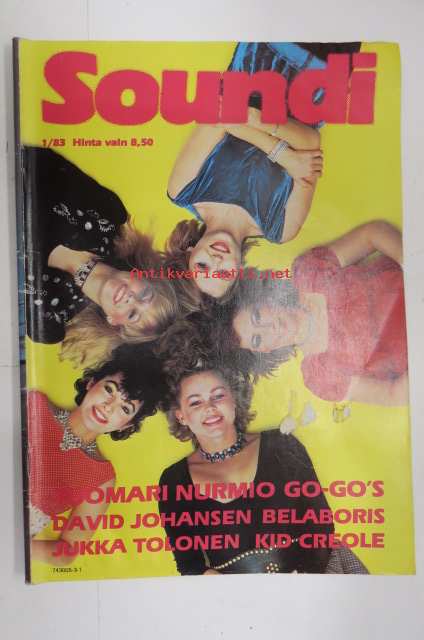 Soundi
1/83 Hinta vain 8,50
Antikvariaatti.net
TUOMARI NURMIO GO-GO'S
DAVID JOHANSEN BELABORIS
JUKKA TOLONEN KID CREOLE